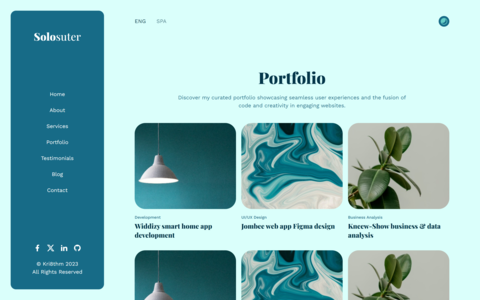 Solosuter
Home
About
Services
Portfolio
Testimonials
Blog
Contact
© Kri8thm 2023
All Rights Reserved
ENG SPA
Portfolio
Discover my curated portfolio showcasing seamless user experiences and the fusion of
code and creativity in engaging websites.
Development
Widdizy smart home app
development
UI/UX Design
Jombee web app Figma design
Business Analysis
Kneew-Show business & data
analysis